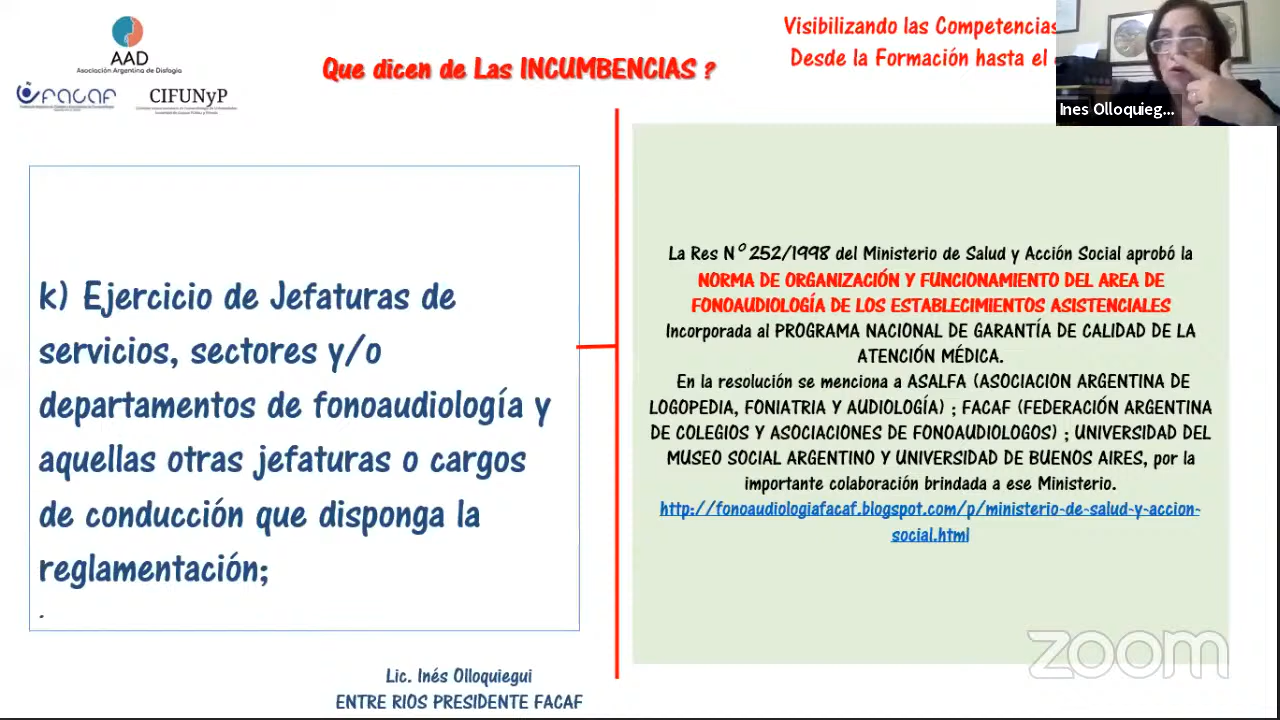 AAD
Asociación Argentina de Disfagia
FACAF
CIFUNyP
Que dicen de Las INCUMBENCIAS ?
Visibilizando las Competencias
Desde la Formación hasta el
Ines Olloquieg...
k) Ejercicio de Jefaturas de
servicios, sectores y/o
departamentos de fonoaudiología y
aquellas otras jefaturas o cargos
de conducción que disponga la
reglamentación;
.
La Res Nº 252/1998 del Ministerio de Salud y Acción Social aprobó la
NORMA DE ORGANIZACIÓN Y FUNCIONAMIENTO DEL AREA DE
FONOAUDIOLOGÍA DE LOS ESTABLECIMIENTOS ASISTENCIALES
Incorporada al PROGRAMA NACIONAL DE GARANTÍA DE CALIDAD DE LA
ATENCIÓN MÉDICA.
En la resolución se menciona a ASALFA (ASOCIACION ARGENTINA DE
LOGOPEDIA, FONIATRIA Y AUDIOLOGÍA) ; FACAF (FEDERACIÓN ARGENTINA
DE COLEGIOS Y ASOCIACIONES DE FONOAUDIOLOGOS) ; UNIVERSIDAD DEL
MUSEO SOCIAL ARGENTINO Y UNIVERSIDAD DE BUENOS AIRES, por la
importante colaboración brindada a ese Ministerio.
http://fonoaudiologiafacaf.blogspot.com/p/ministerio-de-salud-y-accion-
social.html
Lic. Inés Olloquiegui
ENTRE RIOS PRESIDENTE FACAF
zoom